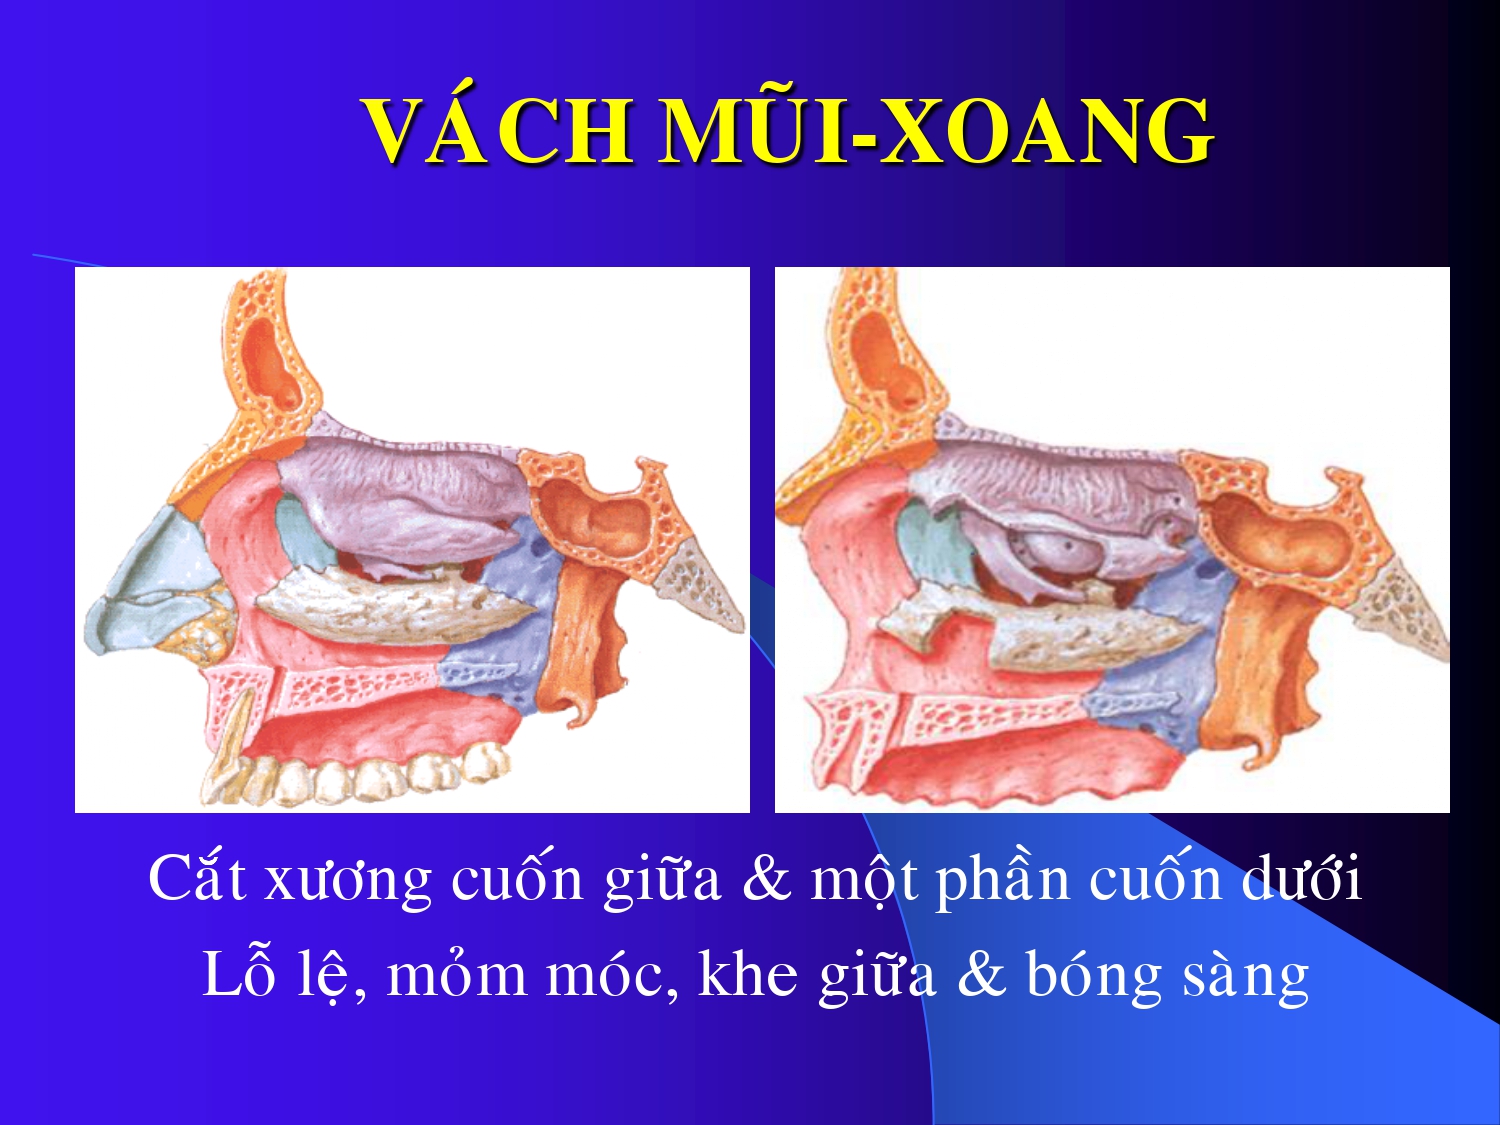 VÁCH MŨI-XOANG
Cắt xương cuốn giữa & một phần cuốn dưới
Lỗ lệ, mỏm móc, khe giữa & bóng sàng